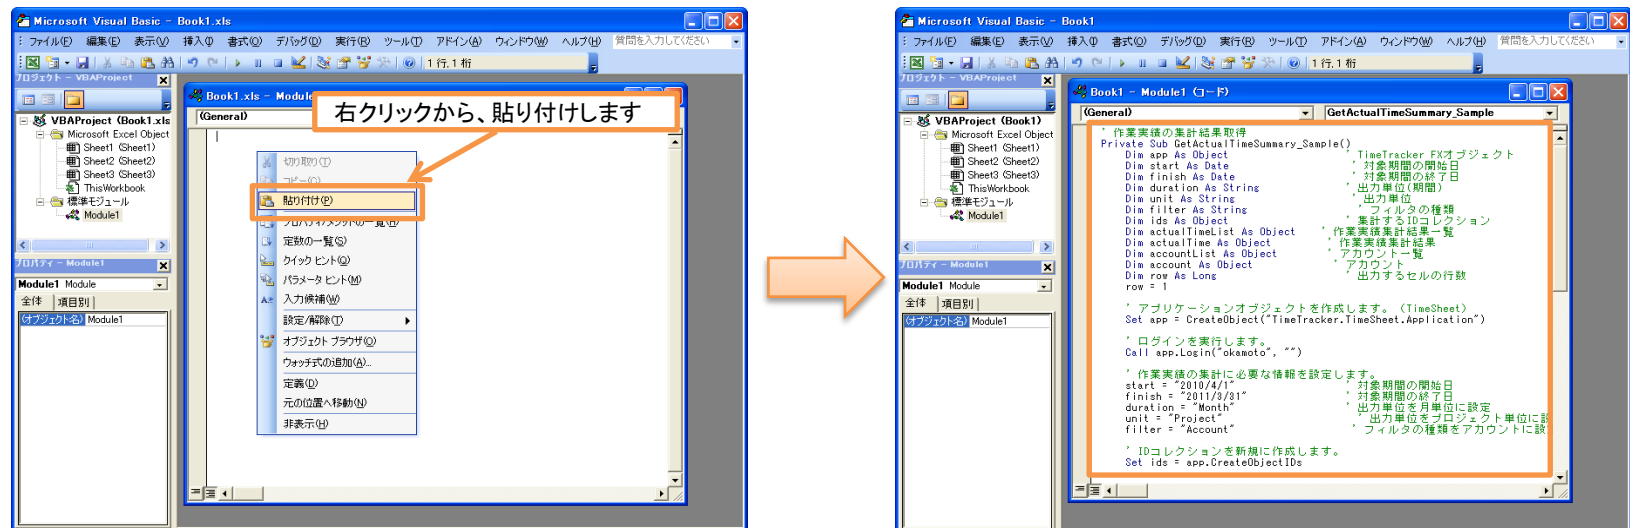 Microsoft Visual Basic - Book1.xls
ファイル(F) 編集(E) 表示(V) 挿入(I) 書式(O) デバッグ(D) 実行(R) ツール(T) アドイン(A) ウィンドウ(W) ヘルプ(H) 質問を入力してください
1 行, 1 桁
プロジェクト - VBAProject
VBAProject (Book1.xls
Microsoft Excel Object
Sheet1 (Sheet1)
Sheet2 (Sheet2)
Sheet3 (Sheet3)
ThisWorkbook
標準モジュール
Module1
プロパティ - Module1
Module1 Module
全体 項目別
(オブジェクト名) Module1
Book1.xls - Module
(General)
右クリックから、貼り付けします
切り取り(T)
コピー(C)
貼り付け(P)
プロパティ/メソッドの一覧(H)
定数の一覧(S)
クイック ヒント(Q)
パラメータ ヒント(M)
入力候補(W)
設定/解除(T)
オブジェクト ブラウザ(O)
ウォッチ式の追加(A)...
定義(D)
元の位置へ移動(N)
非表示(H)
Microsoft Visual Basic - Book1
ファイル(F) 編集(E) 表示(V) 挿入(I) 書式(O) デバッグ(D) 実行(R) ツール(T) アドイン(A) ウィンドウ(W) ヘルプ(H) 質問を入力してください
1 行, 1 桁
プロジェクト - VBAProject
VBAProject (Book1)
Microsoft Excel Object
Sheet1 (Sheet1)
Sheet2 (Sheet2)
Sheet3 (Sheet3)
ThisWorkbook
標準モジュール
Module1
プロパティ - Module1
Module1 Module
全体 項目別
(オブジェクト名) Module1
Book1 - Module1 (コード)
(General) GetActualTimeSummary_Sample
' 作業実績の集計結果取得
Private Sub GetActualTimeSummary_Sample()
Dim app As Object ' TimeTracker FXオブジェクト
Dim start As Date ' 対象期間の開始日
Dim finish As Date ' 対象期間の終了日
Dim duration As String ' 出力単位(期間)
Dim unit As String ' 出力単位
Dim filter As String ' フィルタの種類
Dim ids As Object ' 集計するIDコレクション
Dim actualTimeList As Object ' 作業実績集計結果一覧
Dim actualTime As Object ' 作業実績集計結果
Dim accountList As Object ' アカウント一覧
Dim account As Object ' アカウント
Dim row As Long ' 出力するセルの行数
row = 1
' アプリケーションオブジェクトを作成します。 (TimeSheet)
Set app = CreateObject("TimeTracker.TimeSheet.Application")
' ログインを実行します。
Call app.Login("okamoto", "")
' 作業実績の集計に必要な情報を設定します。
start = "2010/4/1" ' 対象期間の開始日
finish = "2011/3/31" ' 対象期間の終了日
duration = "Month" ' 出力単位を月単位に設定
unit = "Project" ' 出力単位をプロジェクト単位に設
filter = "Account" ' フィルタの種類をアカウントに設
' IDコレクションを新規に作成します。
Set ids = app.CreateObjectIDs